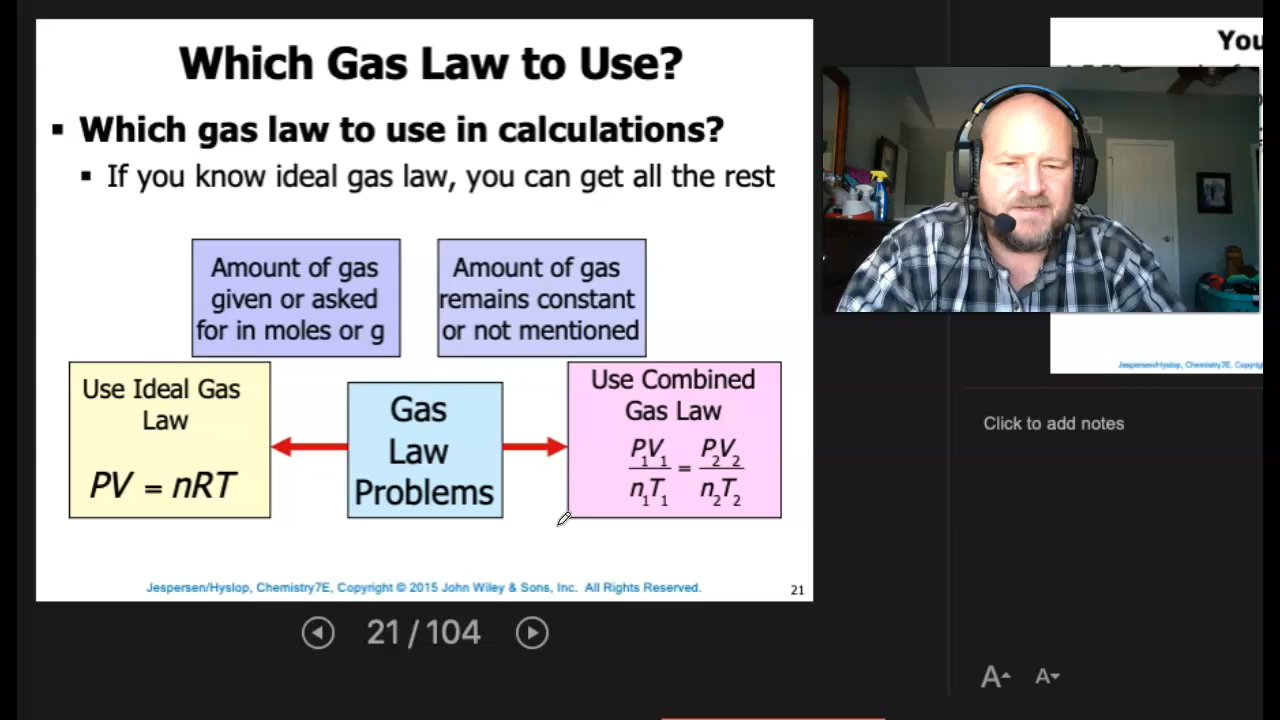 Which Gas Law to Use?
▪ Which gas law to use in calculations?
▪ If you know ideal gas law, you can get all the rest
Amount of gas
given or asked
for in moles or g
Amount of gas
remains constant
or not mentioned
Use Ideal Gas
Law
PV = nRT
Gas
Law
Problems
Use Combined
Gas Law
P₁V₁ / n₁T₁ = P₂V₂ / n₂T₂
Jespersen/Hyslop, Chemistry7E, Copyright © 2015 John Wiley & Sons, Inc. All Rights Reserved.
21
21 / 104
You
Jespersen/Hyslop, Chemistry7E, Copyrig
Click to add notes
A A